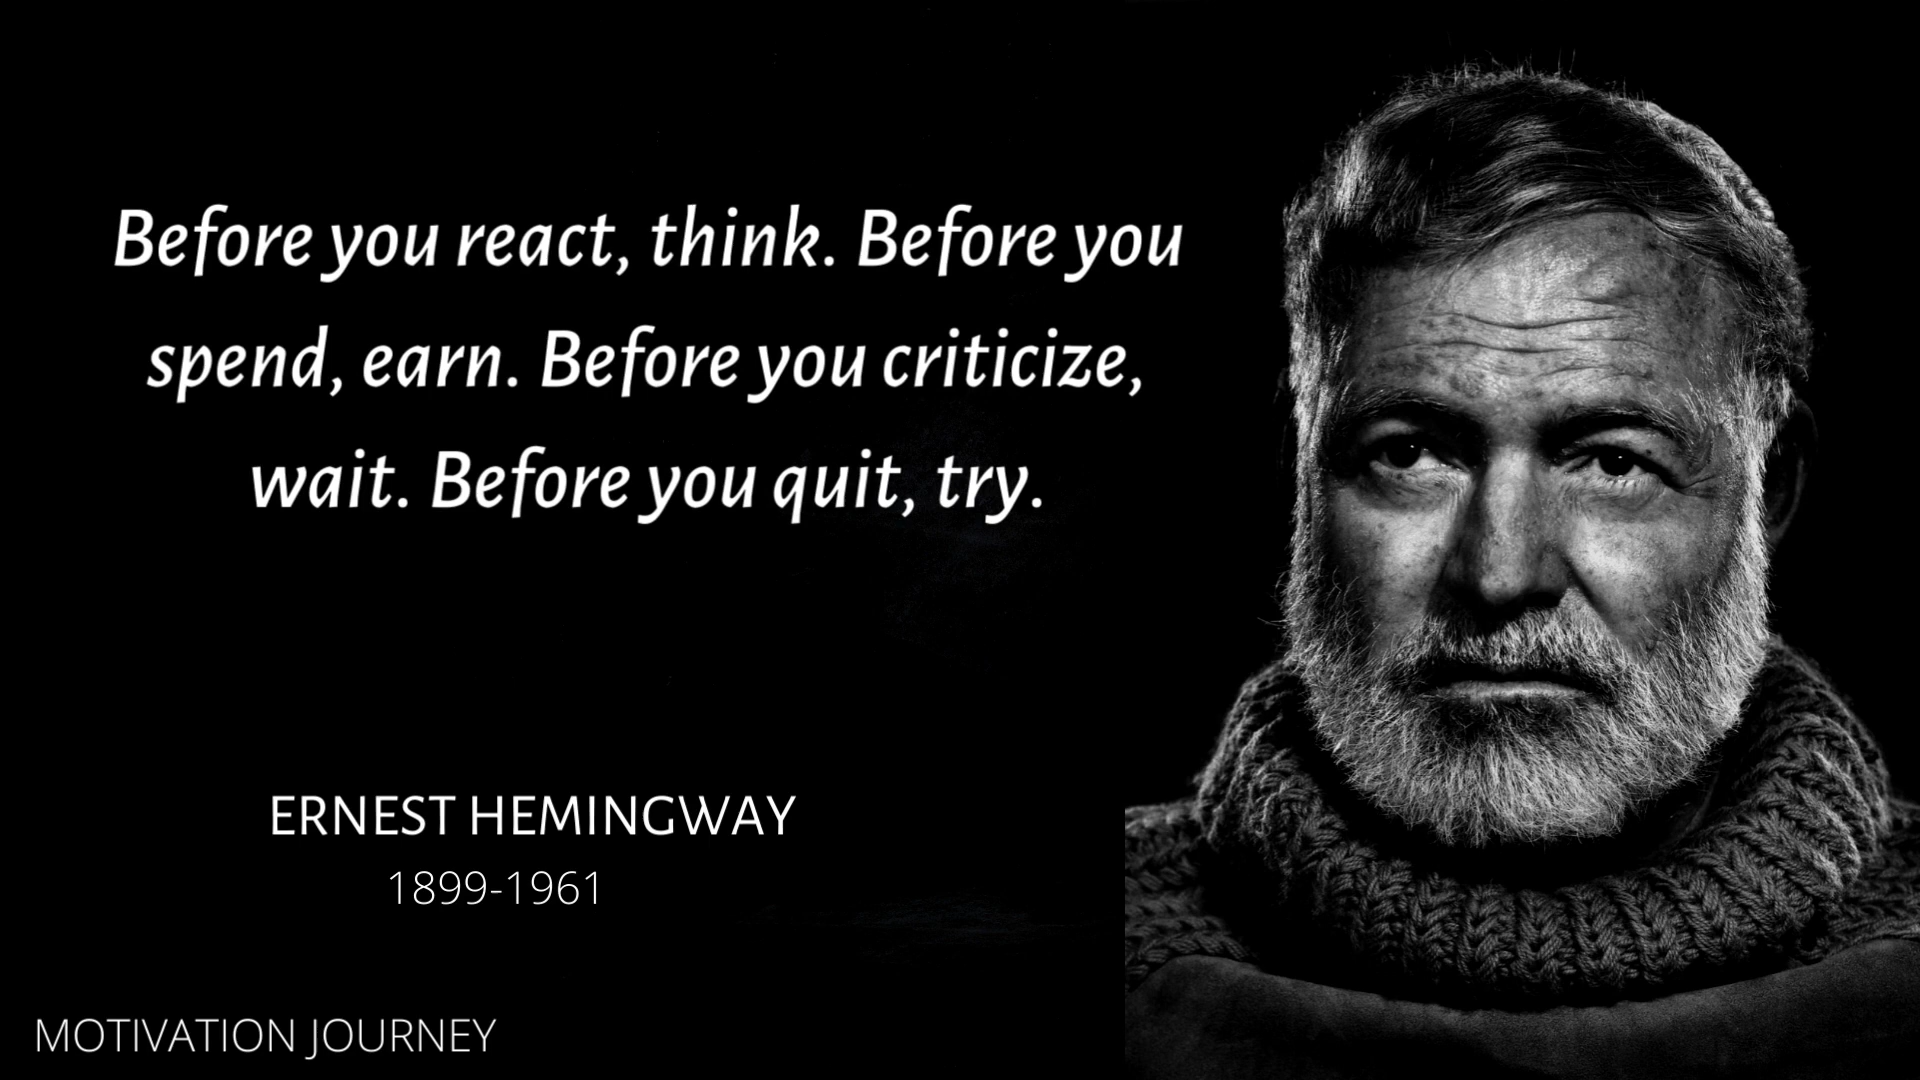 Before you react, think. Before you
spend, earn. Before you criticize,
wait. Before you quit, try.
ERNEST HEMINGWAY
1899-1961
MOTIVATION JOURNEY